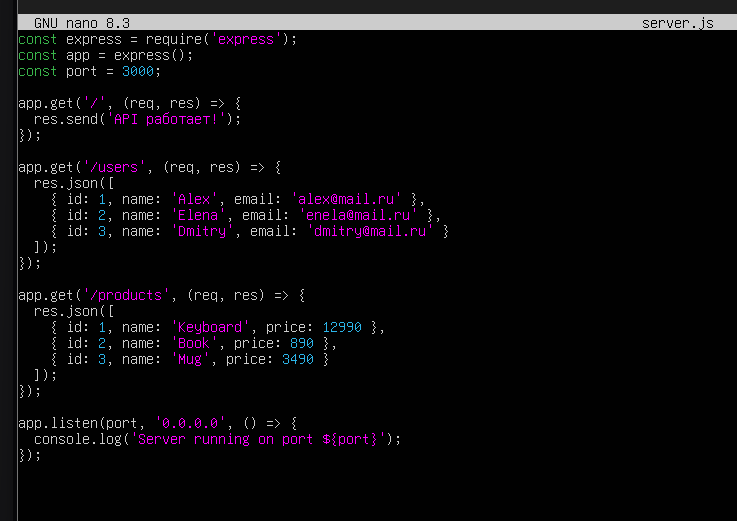 GNU nano 8.3 server.js
const express = require('express');
const app = express();
const port = 3000;
app.get('/', (req, res) => {
res.send('API работает!');
});
app.get('/users', (req, res) => {
res.json([
{ id: 1, name: 'Alex', email: 'alex@mail.ru' },
{ id: 2, name: 'Elena', email: 'enela@mail.ru' },
{ id: 3, name: 'Dmitry', email: 'dmitry@mail.ru' }
]);
});
app.get('/products', (req, res) => {
res.json([
{ id: 1, name: 'Keyboard', price: 12990 },
{ id: 2, name: 'Book', price: 890 },
{ id: 3, name: 'Mug', price: 3490 }
]);
});
app.listen(port, '0.0.0.0', () => {
console.log('Server running on port ${port}');
});